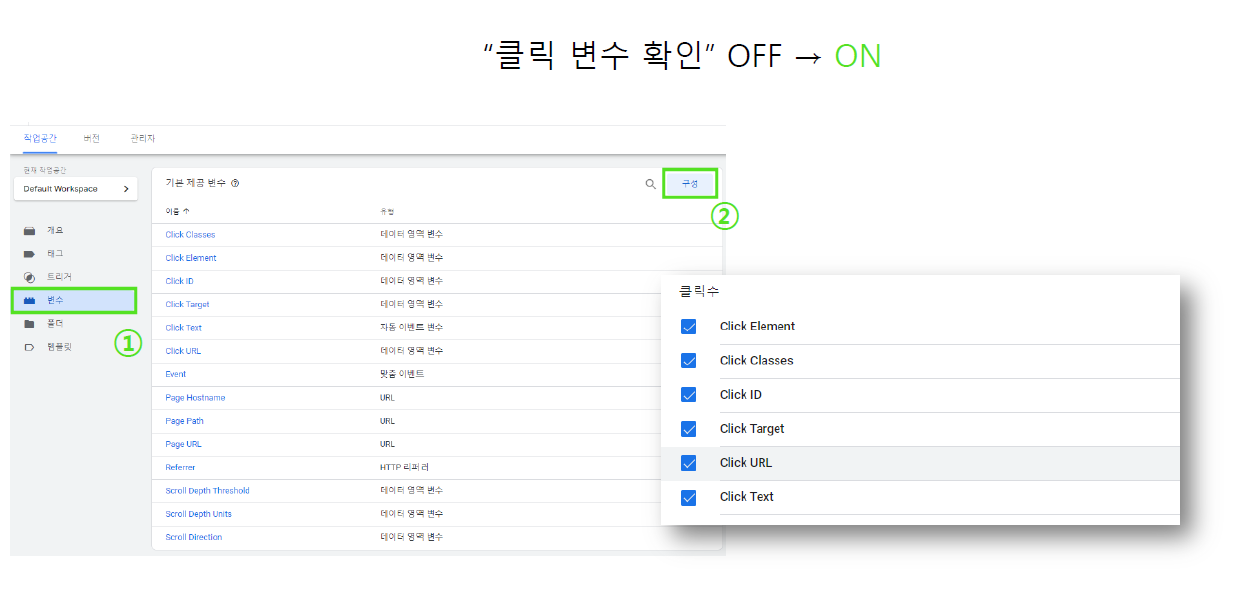 “클릭 변수 확인” OFF → ON
작업공간 버전 관리자
현재 작업공간
Default Workspace
개요
태그
트리거
변수
폴더
템플릿
①
기본 제공 변수
구성
②
이름 ↑ 유형
Click Classes 데이터 영역 변수
Click Element 데이터 영역 변수
Click ID 데이터 영역 변수
Click Target 데이터 영역 변수
Click Text 자동 이벤트 변수
Click URL 데이터 영역 변수
Event 맞춤 이벤트
Page Hostname URL
Page Path URL
Page URL URL
Referrer HTTP 리퍼러
Scroll Depth Threshold 데이터 영역 변수
Scroll Depth Units 데이터 영역 변수
Scroll Direction 데이터 영역 변수
클릭수
Click Element
Click Classes
Click ID
Click Target
Click URL
Click Text